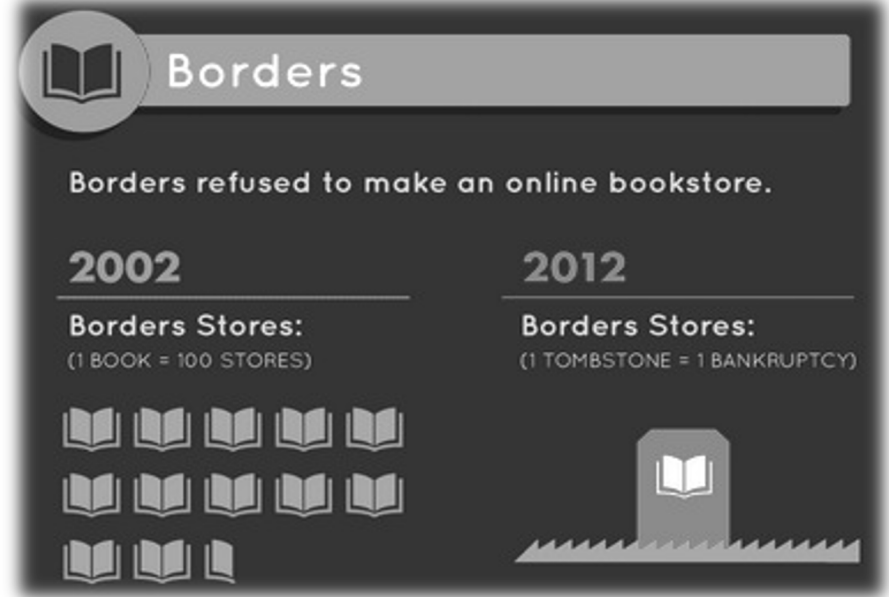 Borders
Borders refused to make an online bookstore.
2002
Borders Stores:
(1 BOOK = 100 STORES)
2012
Borders Stores:
(1 TOMBSTONE = 1 BANKRUPTCY)